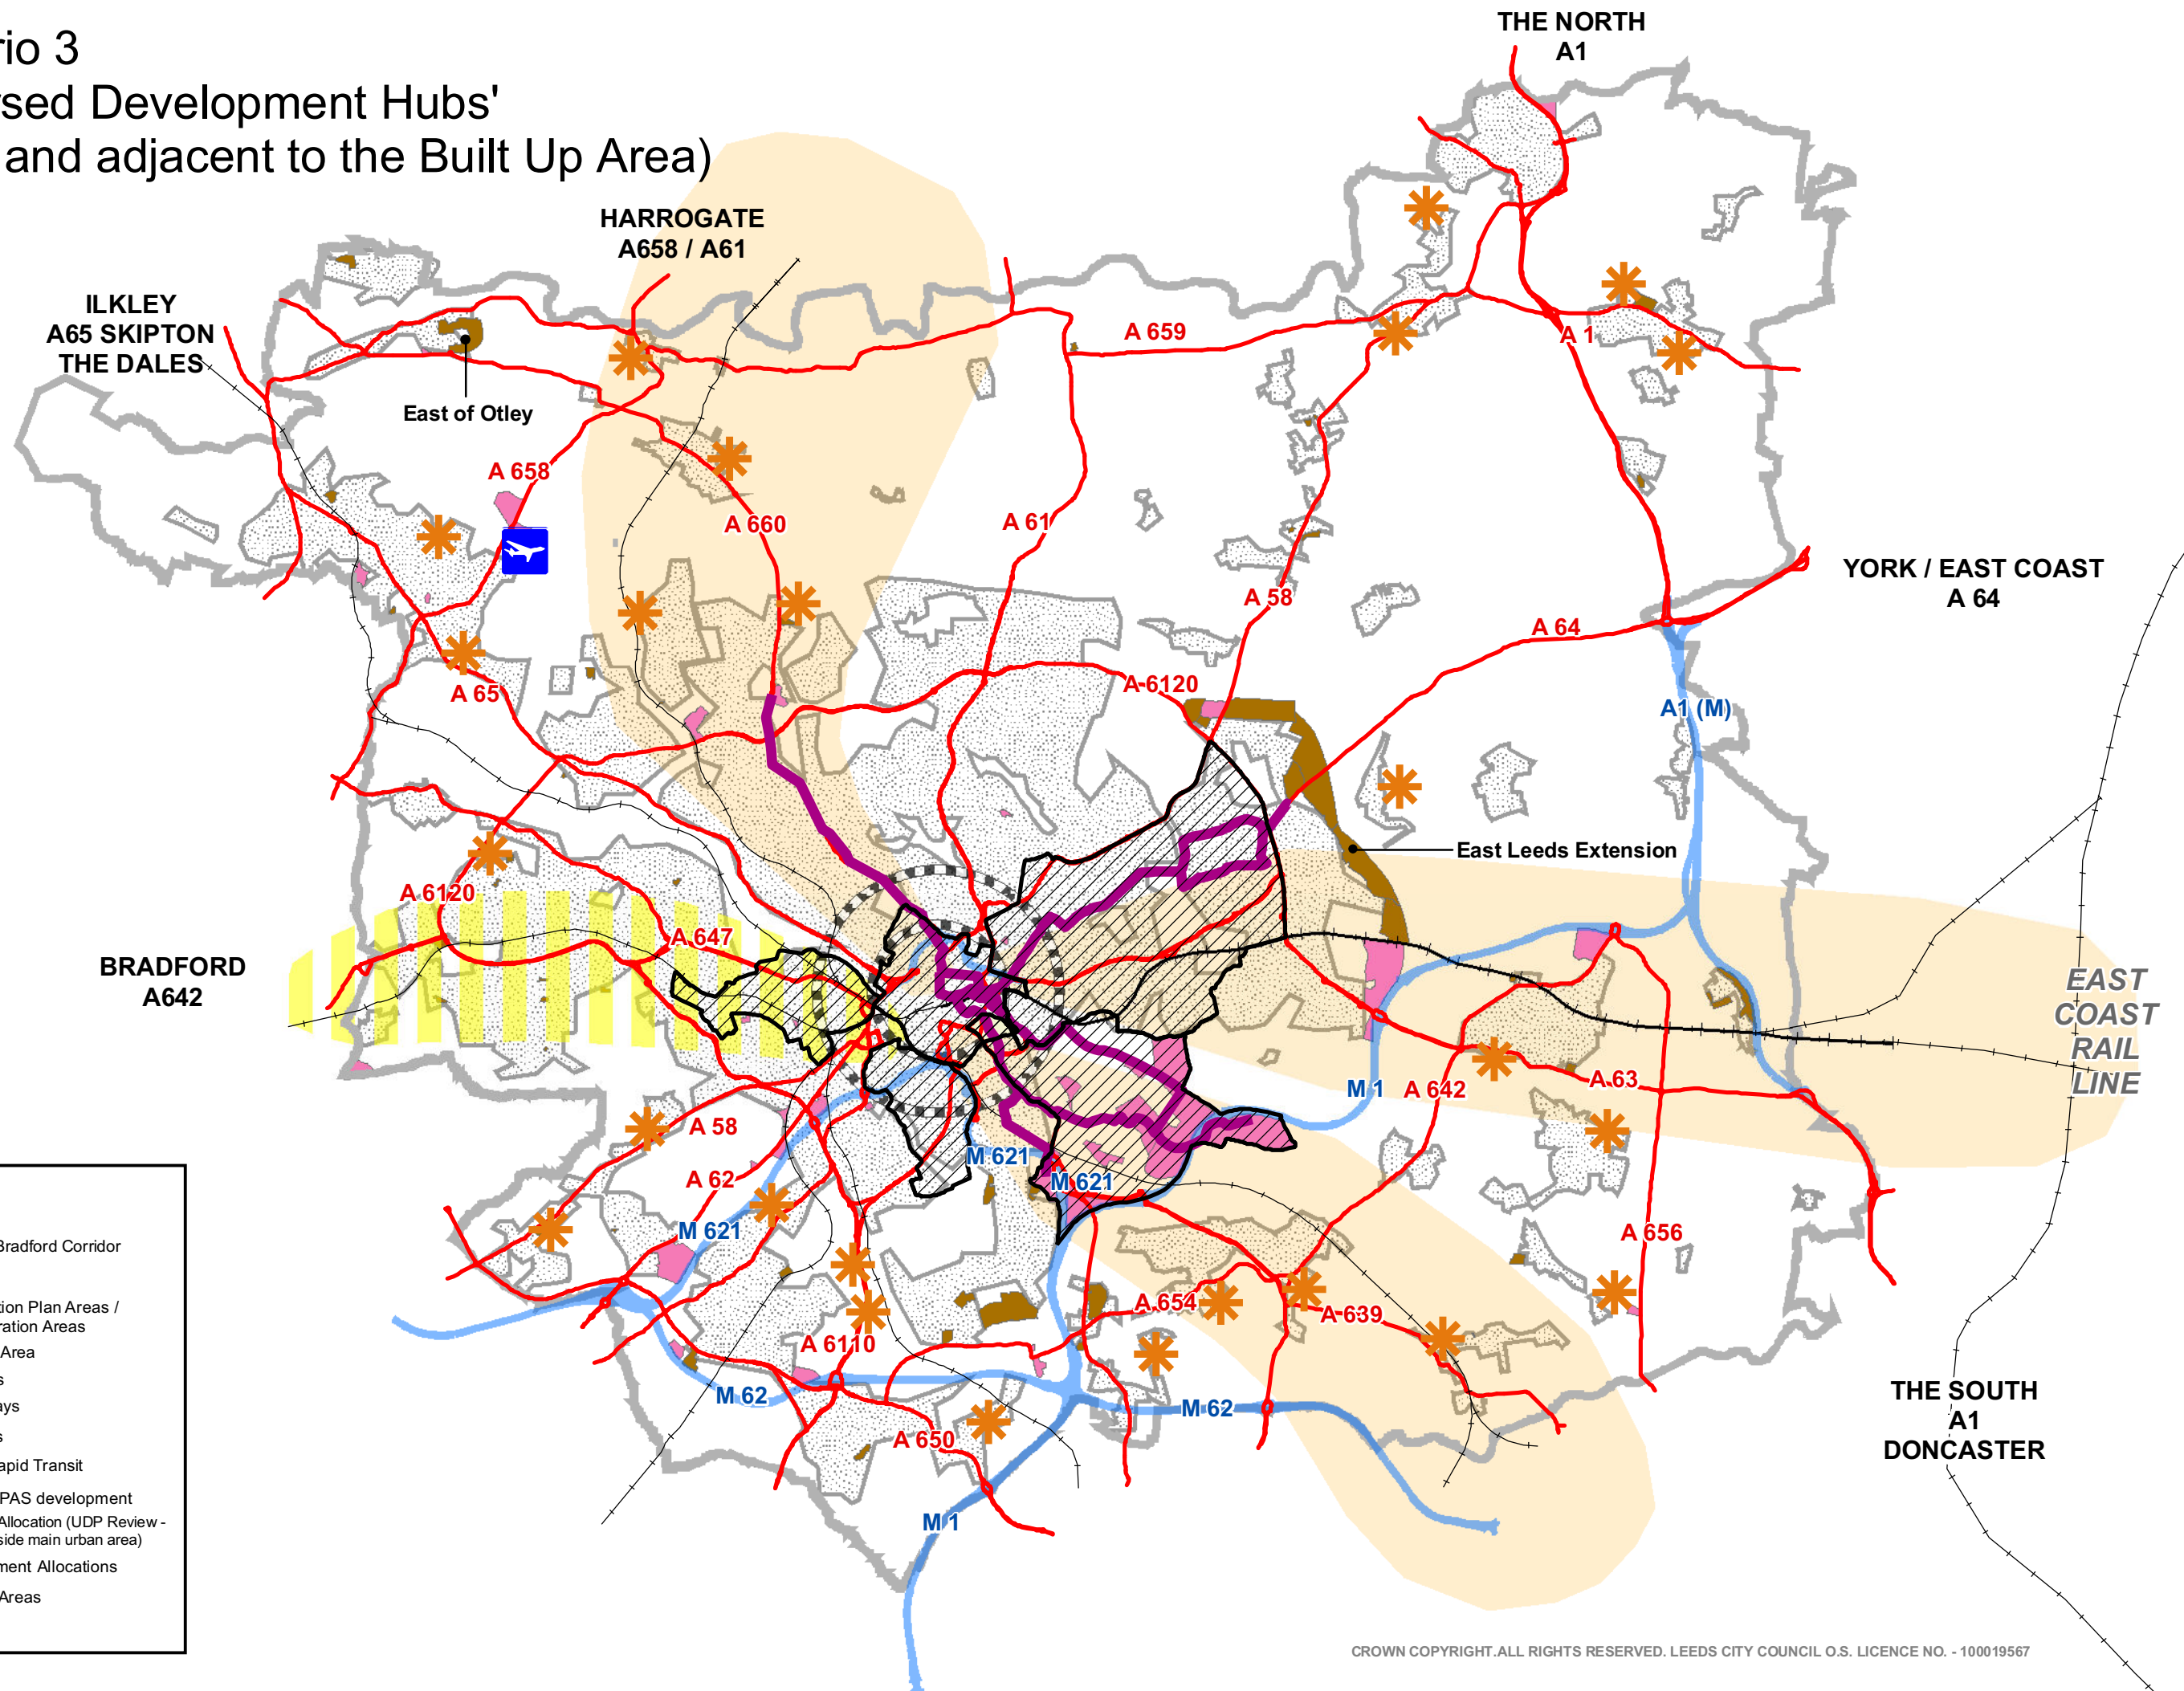 rio 3
rsed Development Hubs'
and adjacent to the Built Up Area)
THE NORTH
A1
HARROGATE
A658 / A61
ILKLEY
A65 SKIPTON
THE DALES
A 659
A 1
East of Otley
A 658
A 660
A 61
A 58
YORK / EAST COAST
A 64
A 64
A 6120
A 65
A1 (M)
East Leeds Extension
A 6120
A 647
BRADFORD
A642
EAST
COAST
RAIL
LINE
M 1
A 642
A 63
A 58
M 621
A 62
M 621
M 621
A 656
A 654
A 639
A 6110
M 62
M 62
A 650
M 1
THE SOUTH
A1
DONCASTER
Bradford Corridor
tion Plan Areas /
ration Areas
Area
s
ays
s
apid Transit
PAS development
Allocation (UDP Review -
side main urban area)
ment Allocations
Areas
CROWN COPYRIGHT.ALL RIGHTS RESERVED. LEEDS CITY COUNCIL O.S. LICENCE NO. - 100019567